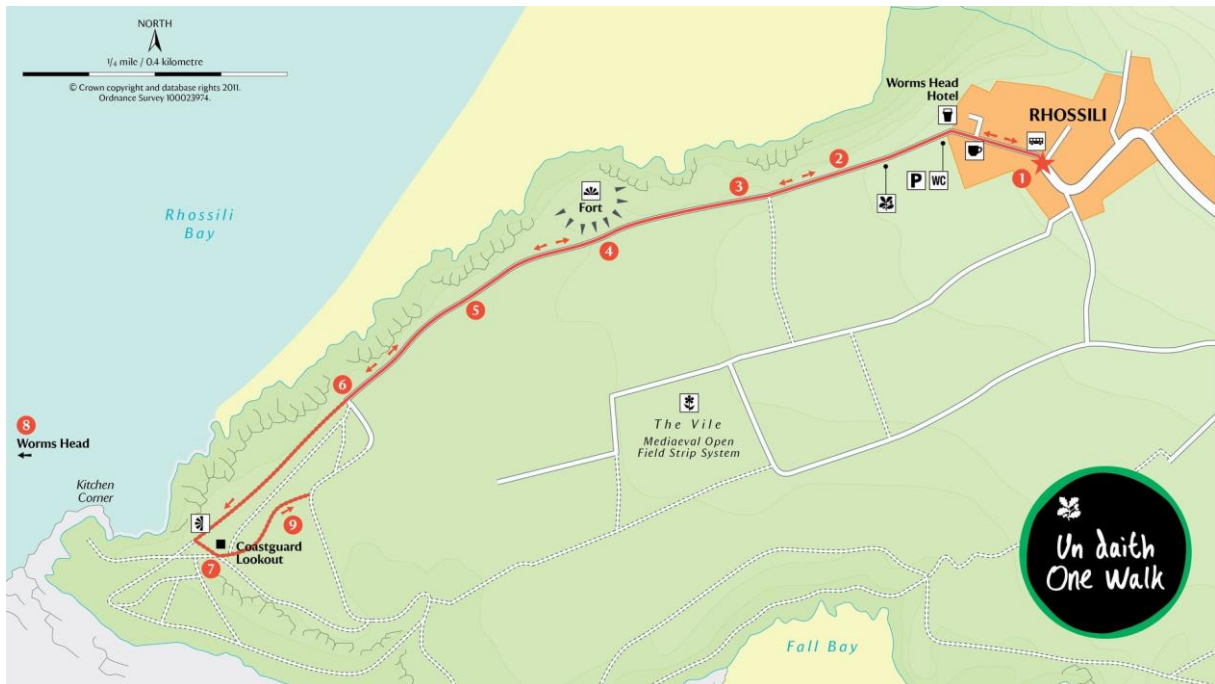 NORTH
1/4 mile / 0.4 kilometre
© Crown copyright and database rights 2011.
Ordnance Survey 100023974.
Worms Head
Hotel
RHOSSILI
1
2
P
WC
3
Fort
4
Rhossili
Bay
5
6
8
Worms Head
The Vile
Mediaeval Open
Field Strip System
Kitchen
Corner
9
Coastguard
Lookout
7
Un daith
One Walk
Fall Bay